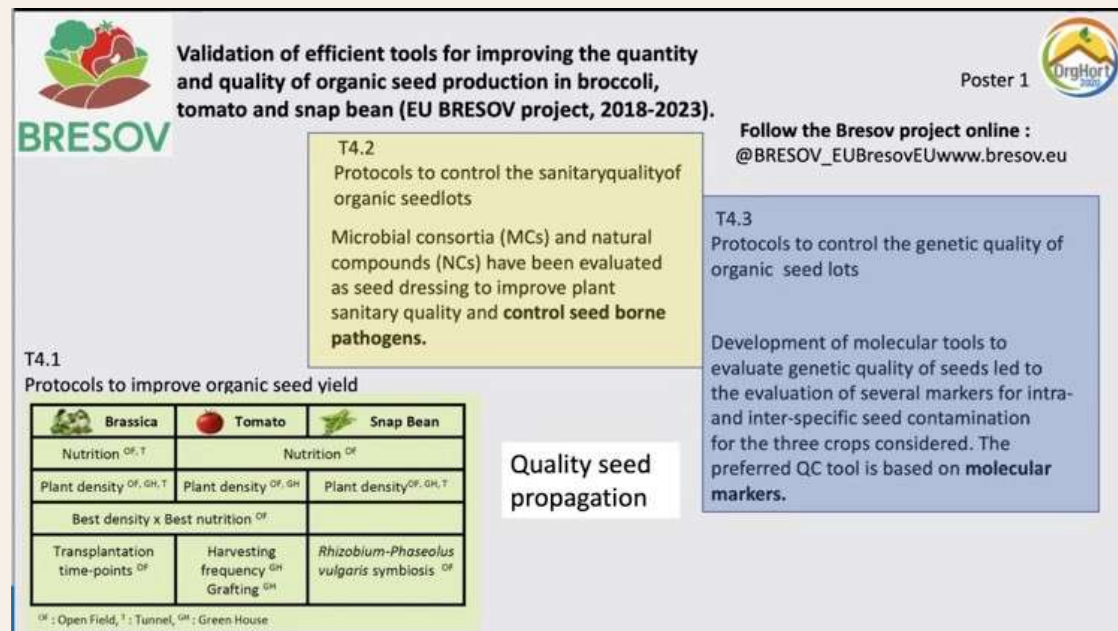 BRESOV
Validation of efficient tools for improving the quantity
and quality of organic seed production in broccoli,
tomato and snap bean (EU BRESOV project, 2018-2023).
Poster 1
OrgHort
2020
Follow the Bresov project online :
@BRESOV_EUBresovEUwww.bresov.eu
T4.2
Protocols to control the sanitaryqualityof
organic seedlots
Microbial consortia (MCs) and natural
compounds (NCs) have been evaluated
as seed dressing to improve plant
sanitary quality and control seed borne
pathogens.
T4.3
Protocols to control the genetic quality of
organic seed lots
Development of molecular tools to
evaluate genetic quality of seeds led to
the evaluation of several markers for intra-
and inter-specific seed contamination
for the three crops considered. The
preferred QC tool is based on molecular
markers.
T4.1
Protocols to improve organic seed yield
Brassica Tomato Snap Bean
Nutrition OF, T Nutrition OF
Plant density OF, GH, T Plant density OF, GH Plant density OF, GH, T
Best density x Best nutrition OF
Transplantation Harvesting Rhizobium-Phaseolus
time-points OF frequency GH vulgaris symbiosis OF
Grafting GH
OF : Open Field, T : Tunnel, GH : Green House
Quality seed
propagation